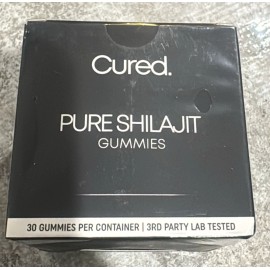 Cured.
PURE SHILAJIT
GUMMIES
30 GUMMIES PER CONTAINER | 3RD PARTY LAB TESTED